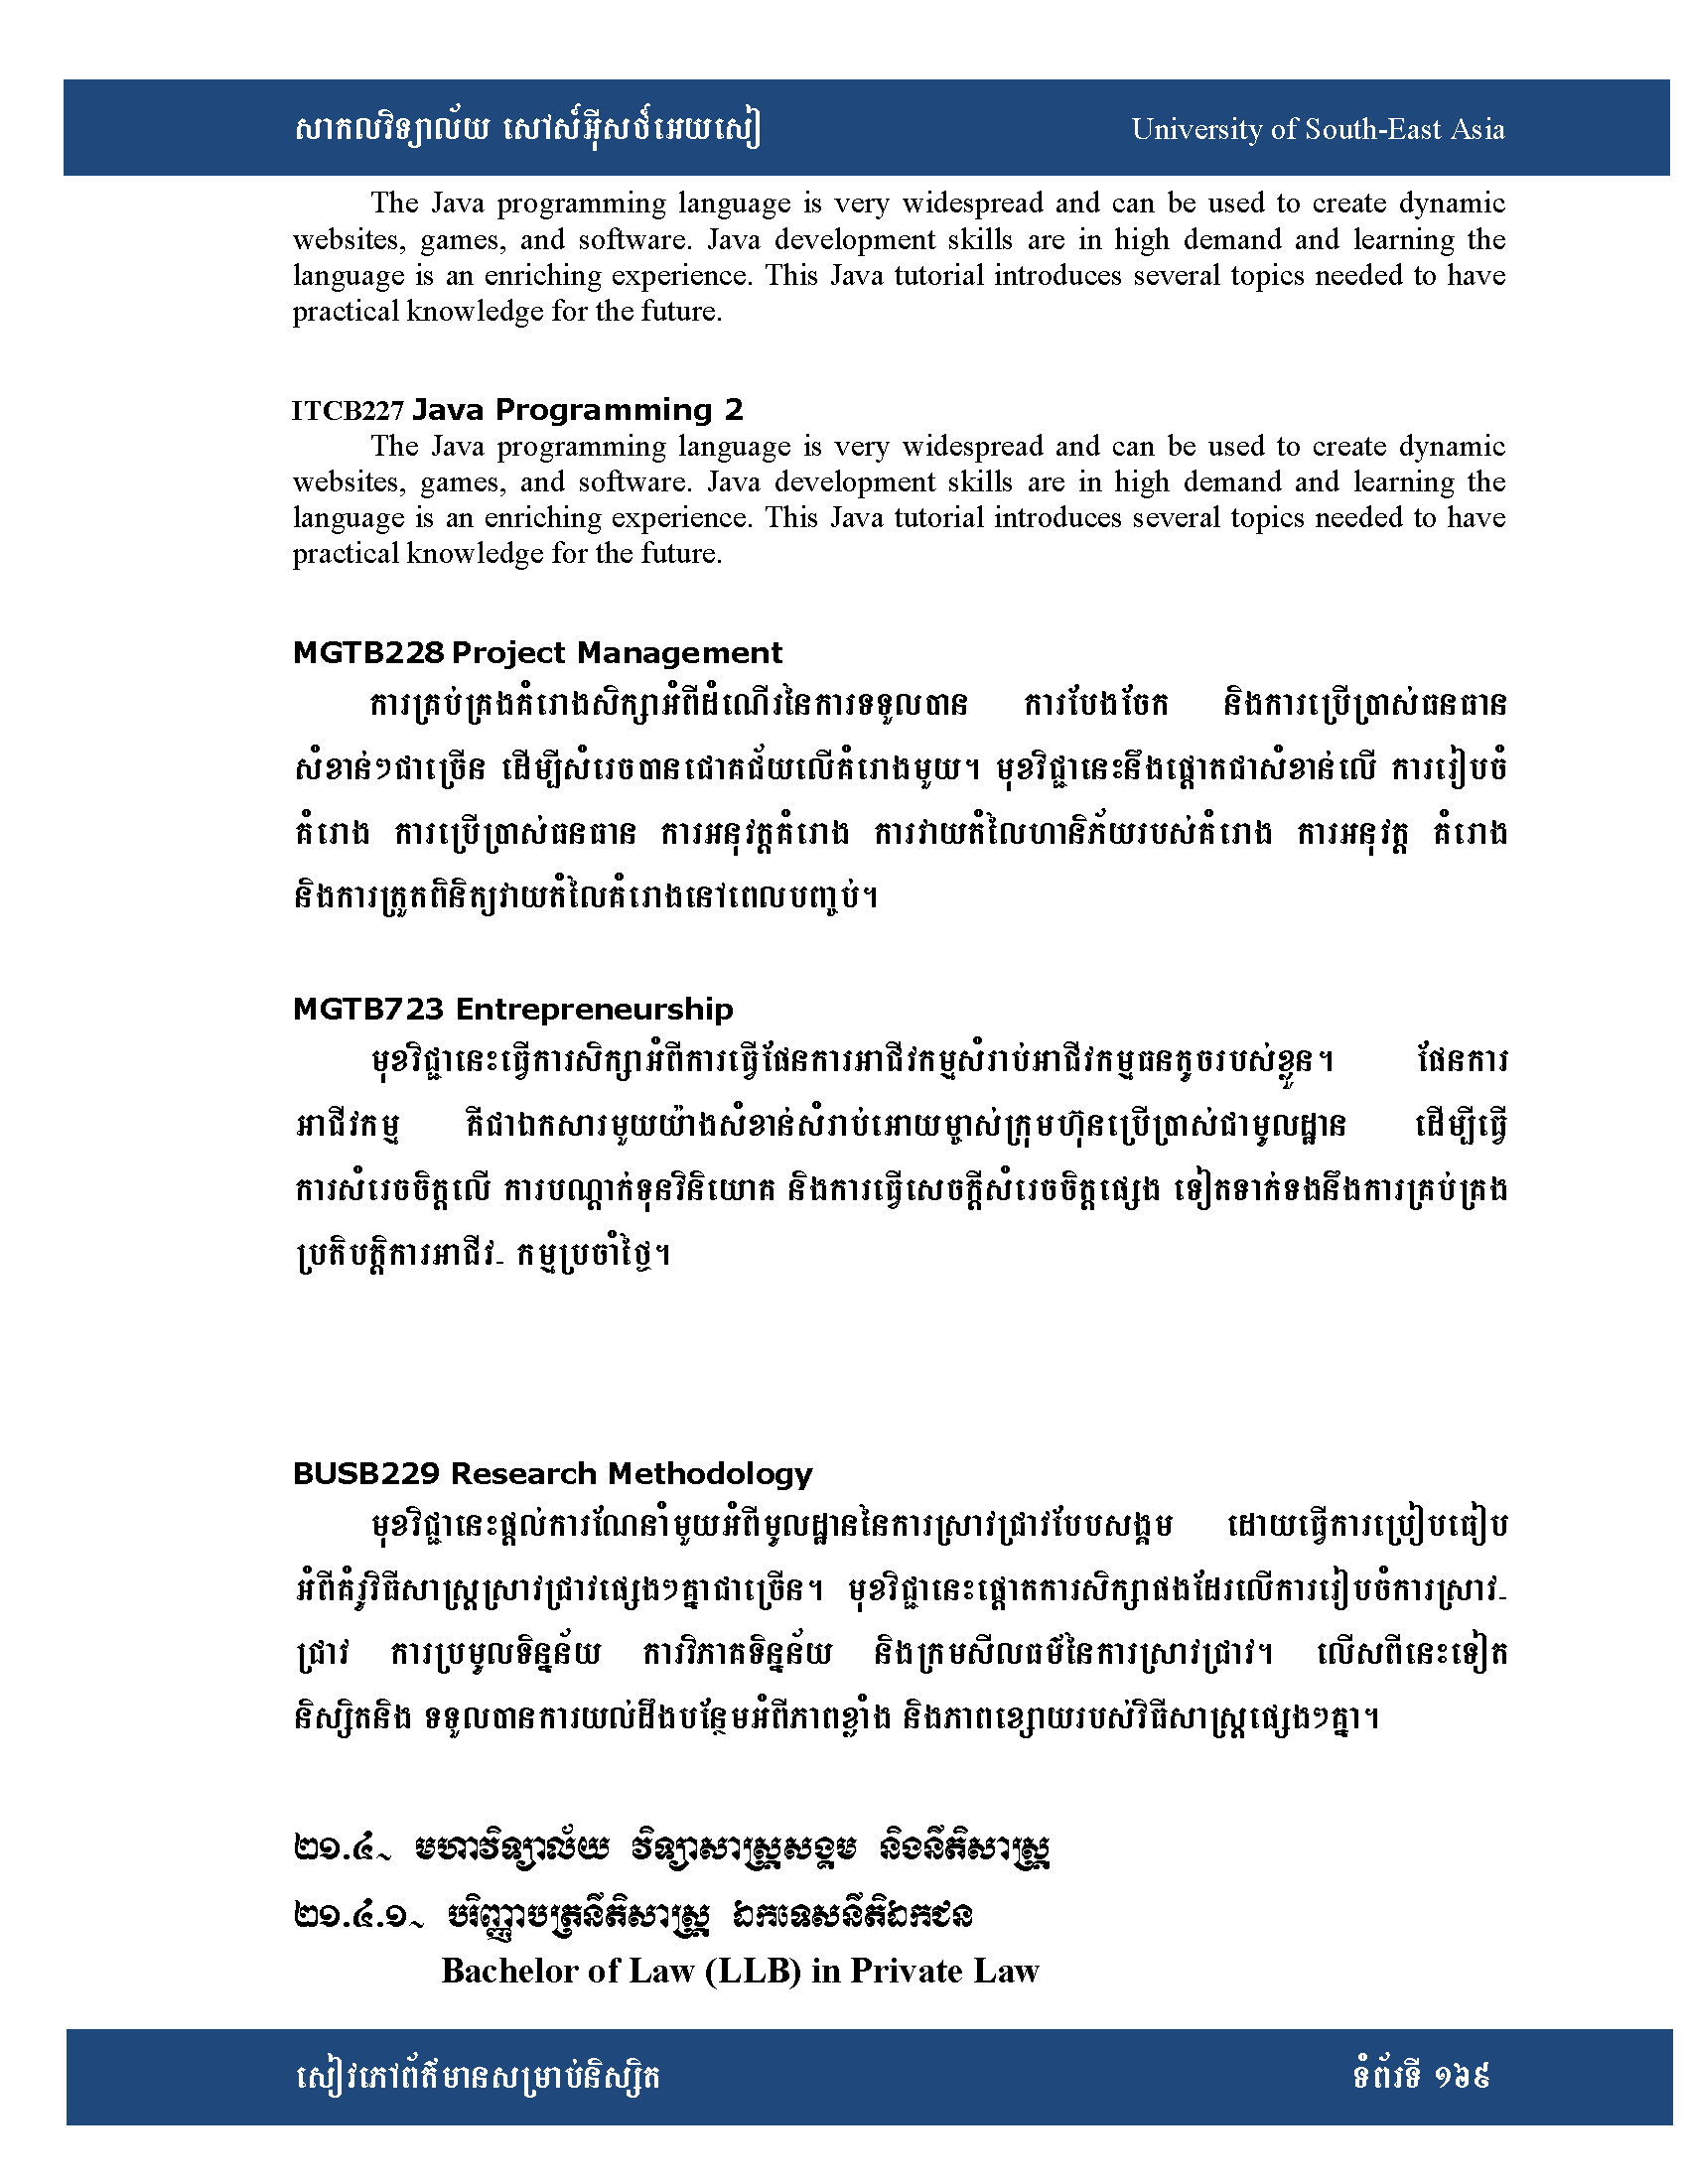 សាកលវិទ្យាល័យ សៅស៍អ៊ីសថ៍អេយសៀ University of South-East Asia
The Java programming language is very widespread and can be used to create dynamic
websites, games, and software. Java development skills are in high demand and learning the
language is an enriching experience. This Java tutorial introduces several topics needed to have
practical knowledge for the future.
ITCB227 Java Programming 2
The Java programming language is very widespread and can be used to create dynamic
websites, games, and software. Java development skills are in high demand and learning the
language is an enriching experience. This Java tutorial introduces several topics needed to have
practical knowledge for the future.
MGTB228 Project Management
ការគ្រប់គ្រងគំរោងសិក្សាអំពីដំណើរនៃការទទួលបាន ការបែងចែក និងការប្រើប្រាស់ធនធាន
សំខាន់ៗជាច្រើន ដើម្បីសំរេចបានជោគជ័យលើគំរោងមួយ។ មុខវិជ្ជានេះនឹងផ្តោតជាសំខាន់លើ ការរៀបចំ
គំរោង ការប្រើប្រាស់ធនធាន ការអនុវត្តគំរោង ការវាយតំលៃហានិភ័យរបស់គំរោង ការអនុវត្ត គំរោង
និងការត្រួតពិនិត្យវាយតំលៃគំរោងនៅពេលបញ្ចប់។
MGTB723 Entrepreneurship
មុខវិជ្ជានេះធ្វើការសិក្សាអំពីការធ្វើផែនការអាជីវកម្មសំរាប់អាជីវកម្មធនតូចរបស់ខ្លួន។ ផែនការ
អាជីវកម្ម គឺជាឯកសារមួយយ៉ាងសំខាន់សំរាប់អោយម្ចាស់ក្រុមហ៊ុនប្រើប្រាស់ជាមូលដ្ឋាន ដើម្បីធ្វើ
ការសំរេចចិត្តលើ ការបណ្តាក់ទុនវិនិយោគ និងការធ្វើសេចក្តីសំរេចចិត្តផ្សេង ទៀតទាក់ទងនឹងការគ្រប់គ្រង
ប្រតិបត្តិការអាជីវ- កម្មប្រចាំថ្ងៃ។
BUSB229 Research Methodology
មុខវិជ្ជានេះផ្តល់ការណែនាំមួយអំពីមូលដ្ឋាននៃការស្រាវជ្រាវបែបសង្គម ដោយធ្វើការប្រៀបធៀប
អំពីគំរូវិធីសាស្ត្រស្រាវជ្រាវផ្សេងៗគ្នាជាច្រើន។ មុខវិជ្ជានេះផ្តោតការសិក្សាផងដែរលើការរៀបចំការស្រាវ-
ជ្រាវ ការប្រមូលទិន្នន័យ ការវិភាគទិន្នន័យ និងក្រមសីលធម៌នៃការស្រាវជ្រាវ។ លើសពីនេះទៀត
និស្សិតនិង ទទួលបានការយល់ដឹងបន្ថែមអំពីភាពខ្លាំង និងភាពខ្សោយរបស់វិធីសាស្ត្រផ្សេងៗគ្នា។
២១.៤~ មហាវិទ្យាល័យ វិទ្យាសាស្ត្រសង្គម និងនីតិសាស្ត្រ
២១.៤.១~ បរិញ្ញាបត្រនីតិសាស្ត្រ ឯកទេសនីតិឯកជន
Bachelor of Law (LLB) in Private Law
សៀវភៅព័ត៌មានសម្រាប់និស្សិត ទំព័រទី ១៦៩